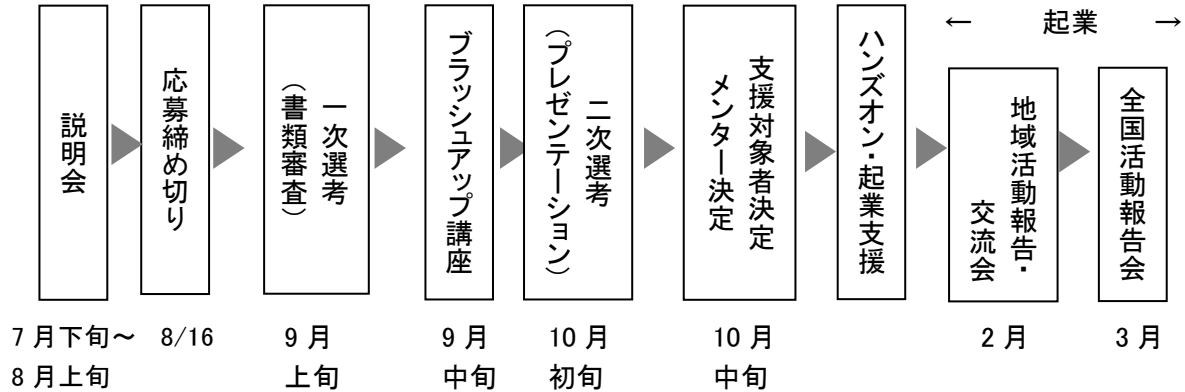 ← 起業 →
説明会
応募締め切り
一次選考
（書類審査）
ブラッシュアップ講座
二次選考
（プレゼンテーション）
支援対象者決定
メンター決定
ハンズオン・起業支援
地域活動報告・
交流会
全国活動報告会
7月下旬～
8月上旬
8/16
9月
上旬
9月
中旬
10月
初旬
10月
中旬
2月
3月